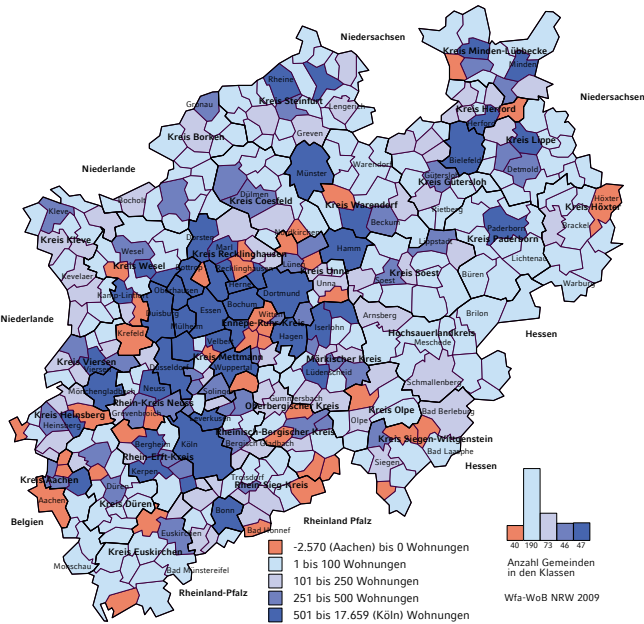 Niedersachsen
Kreis Minden-Lübbecke
Minden
Rheine
Kreis Steinfurt
Gronau
Lengerich
Niedersachsen
Kreis Herford
Herford
Greven
Kreis Borken
Kreis Lippe
Bielefeld
Detmold
Warendorf
Münster
Niederlande
Gütersloh
Kreis Gütersloh
Dülmen
Kreis Coesfeld
Bocholt
Kreis Warendorf
Rietberg
Höxter
Kreis Höxter
Kleve
Beckum
Paderborn
Brackel
Kreis Kleve
Dorsten
Nordkirchen
Lippstadt
Kreis Paderborn
Wesel
Marl
Kreis Recklinghausen
Hamm
Lichtenau
Kreis Wesel
Bottrop
Recklinghausen
Lünen
Kreis Unna
Kreis Soest
Soest
Büren
Kevelaer
Unna
Warburg
Kamp-Lintfort
Oberhausen
Herne
Dortmund
Niederlande
Duisburg
Essen
Bochum
Witten
Arnsberg
Brilon
Krefeld
Mülheim
Ennepe-Ruhr-Kreis
Iserlohn
Hessen
Hagen
Hochsauerlandkreis
Velbert
Meschede
Kreis Viersen
Viersen
Kreis Mettmann
Märkischer Kreis
Düsseldorf
Wuppertal
Lüdenscheid
Schmallenberg
Mönchengladbach
Neuss
Solingen
Rhein-Kreis Neuss
Gummersbach
Oberbergischer Kreis
Kreis Olpe
Bad Berleburg
Kreis Heinsberg
Grevenbroich
Leverkusen
Olpe
Heinsberg
Rheinisch-Bergischer Kreis
Kreis Siegen-Wittgenstein
Bergheim
Köln
Bergisch Gladbach
Bad Laasphe
Rhein-Erft-Kreis
Siegen
Hessen
Kreis Aachen
Kerpen
Troisdorf
Düren
Rhein-Sieg-Kreis
Aachen
Kreis Düren
Bonn
Belgien
Rheinland Pfalz
Euskirchen
Bad Honnef
Kreis Euskirchen
Monschau
Bad Münstereifel
Rheinland-Pfalz
-2.570 (Aachen) bis 0 Wohnungen
1 bis 100 Wohnungen
101 bis 250 Wohnungen
251 bis 500 Wohnungen
501 bis 17.659 (Köln) Wohnungen
40 190 73 46 47
Anzahl Gemeinden
in den Klassen
Wfa-WoB NRW 2009